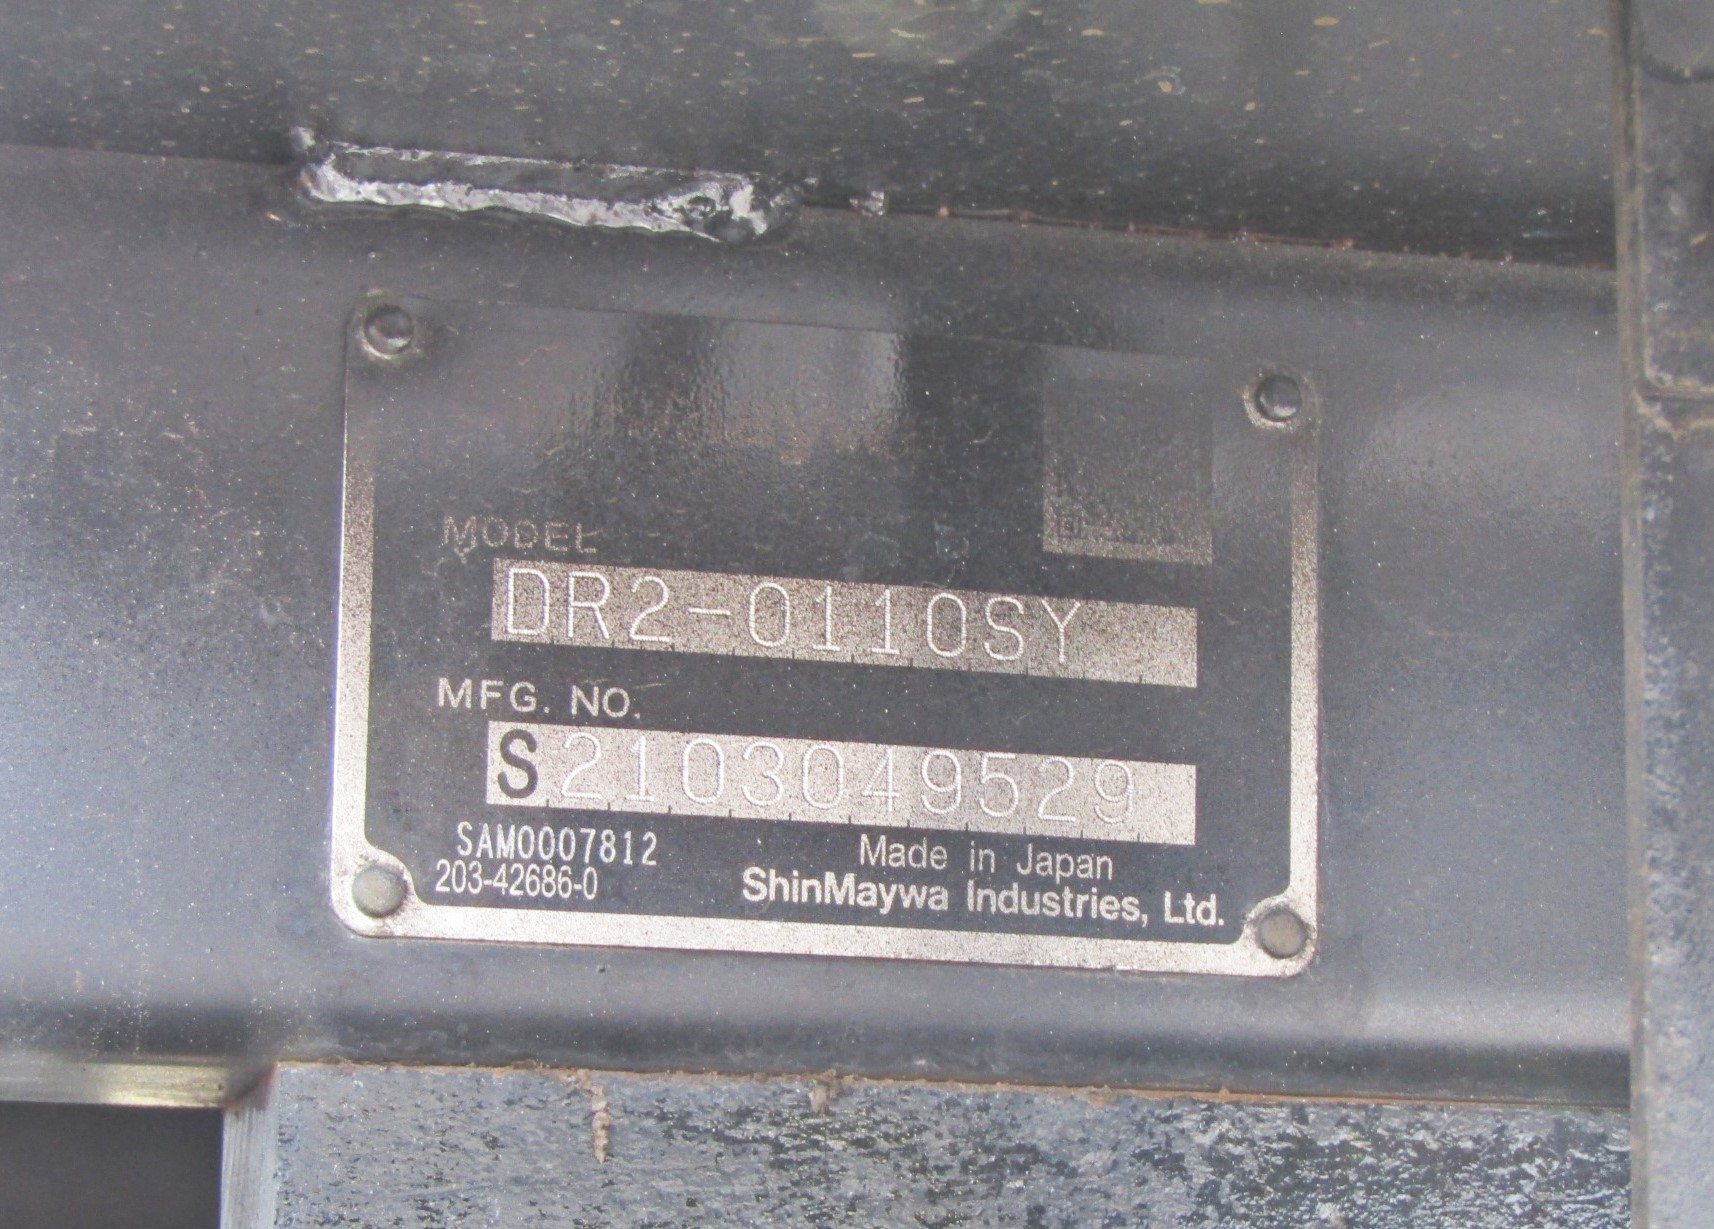 MODEL
DR2-0110SY
MFG. NO.
S2103049529
SAM0007812
203-42686-0
Made in Japan
ShinMaywa Industries, Ltd.